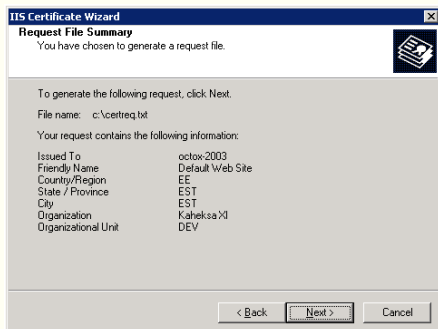 IIS Certificate Wizard
Request File Summary
You have chosen to generate a request file.
To generate the following request, click Next.
File name: c:\certreq.txt
Your request contains the following information:
Issued To octox-2003
Friendly Name Default Web Site
Country/Region EE
State / Province EST
City EST
Organization Kaheksa XI
Organizational Unit DEV
< Back Next > Cancel